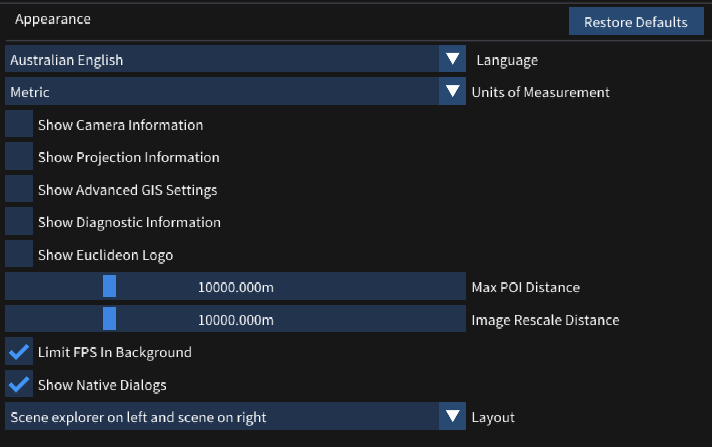 Appearance
Restore Defaults
Australian English Language
Metric Units of Measurement
Show Camera Information
Show Projection Information
Show Advanced GIS Settings
Show Diagnostic Information
Show Euclideon Logo
10000.000m Max POI Distance
10000.000m Image Rescale Distance
Limit FPS In Background
Show Native Dialogs
Scene explorer on left and scene on right Layout